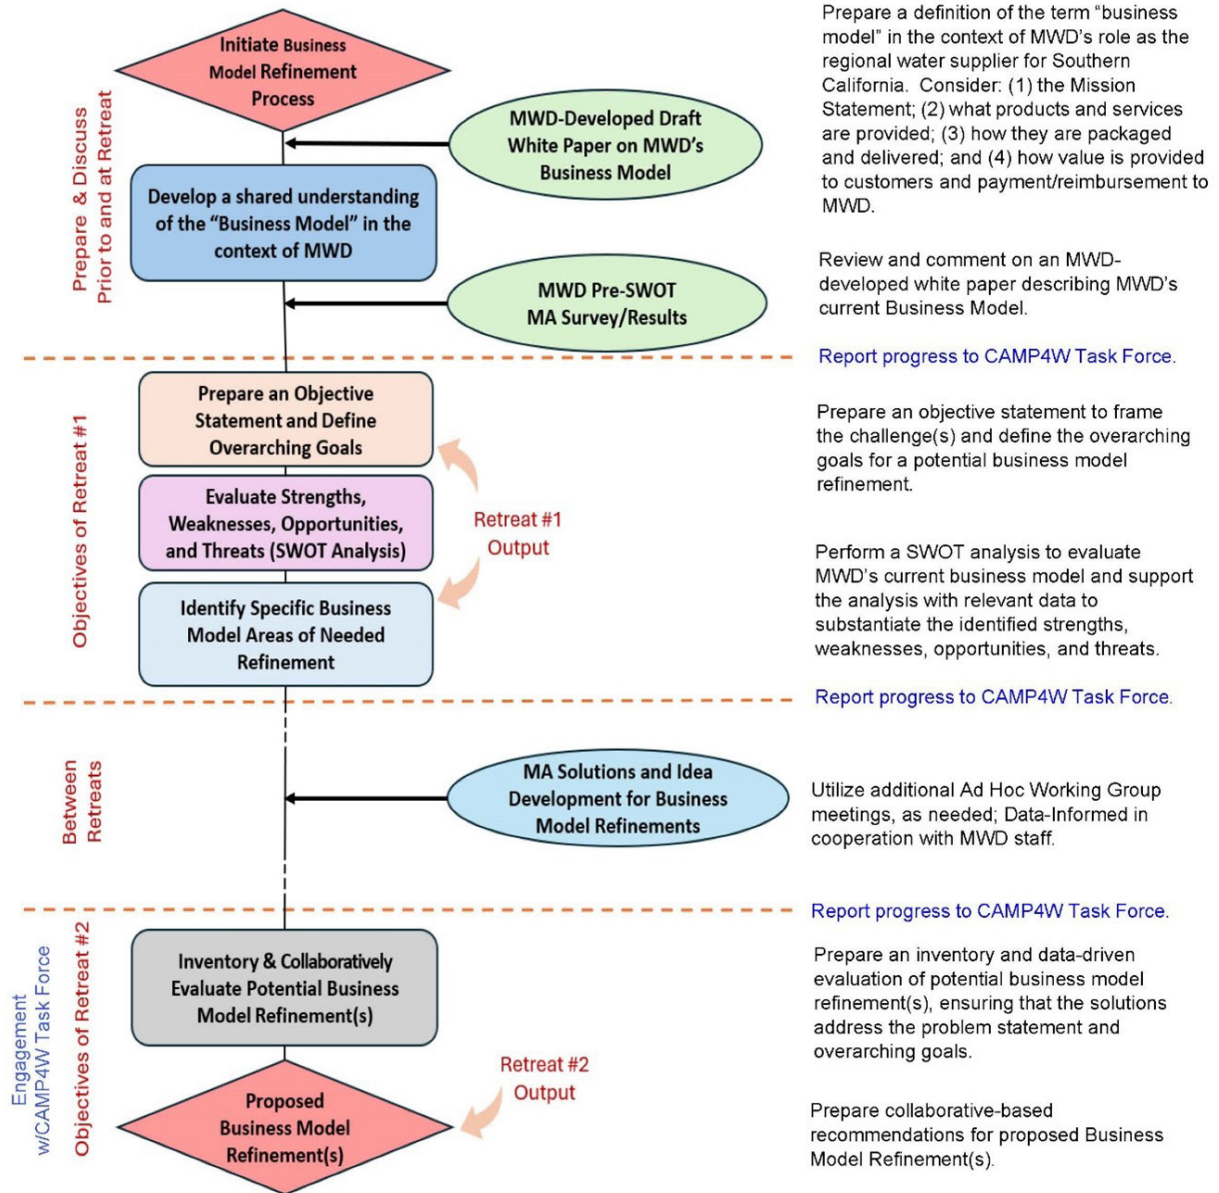 Initiate Business
Model Refinement
Process
Prepare & Discuss
Prior to and at Retreat
MWD-Developed Draft
White Paper on MWD's
Business Model
Develop a shared understanding
of the "Business Model" in the
context of MWD
MWD Pre-SWOT
MA Survey/Results
Prepare a definition of the term "business
model" in the context of MWD's role as the
regional water supplier for Southern
California.  Consider: (1) the Mission
Statement; (2) what products and services
are provided; (3) how they are packaged
and delivered; and (4) how value is provided
to customers and payment/reimbursement to
MWD.
Review and comment on an MWD-
developed white paper describing MWD's
current Business Model.
Report progress to CAMP4W Task Force.
Objectives of Retreat #1
Prepare an Objective
Statement and Define
Overarching Goals
Evaluate Strengths,
Weaknesses, Opportunities,
and Threats (SWOT Analysis)
Identify Specific Business
Model Areas of Needed
Refinement
Retreat #1
Output
Prepare an objective statement to frame
the challenge(s) and define the overarching
goals for a potential business model
refinement.
Perform a SWOT analysis to evaluate
MWD's current business model and support
the analysis with relevant data to
substantiate the identified strengths,
weaknesses, opportunities, and threats.
Report progress to CAMP4W Task Force.
Between
Retreats
MA Solutions and Idea
Development for Business
Model Refinements
Utilize additional Ad Hoc Working Group
meetings, as needed; Data-Informed in
cooperation with MWD staff.
Report progress to CAMP4W Task Force.
Engagement
w/CAMP4W Task Force
Objectives of Retreat #2
Inventory & Collaboratively
Evaluate Potential Business
Model Refinement(s)
Proposed
Business Model
Refinement(s)
Retreat #2
Output
Prepare an inventory and data-driven
evaluation of potential business model
refinement(s), ensuring that the solutions
address the problem statement and
overarching goals.
Prepare collaborative-based
recommendations for proposed Business
Model Refinement(s).